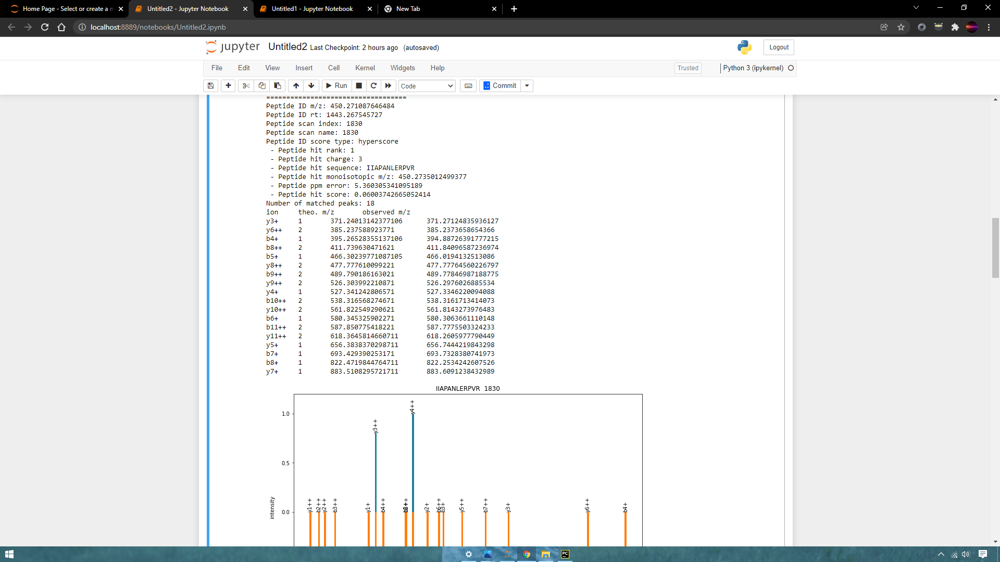 Home Page - Select or create a n
Untitled2 - Jupyter Notebook
Untitled1 - Jupyter Notebook
New Tab
localhost:8889/notebooks/Untitled2.ipynb
jupyter Untitled2 Last Checkpoint: 2 hours ago (autosaved)
Logout
File Edit View Insert Cell Kernel Widgets Help
Trusted
Python 3 (ipykernel)
Run
Code
Commit
===================================
Peptide ID m/z: 450.271087646484
Peptide ID rt: 1443.267545727
Peptide scan index: 1830
Peptide scan name: 1830
Peptide ID score type: hyperscore
- Peptide hit rank: 1
- Peptide hit charge: 3
- Peptide hit sequence: IIAPANLERPVR
- Peptide hit monoisotopic m/z: 450.2735012499377
- Peptide ppm error: 5.360305341095189
- Peptide hit score: 0.06003742665052414
Number of matched peaks: 18
ion theo. m/z observed m/z
y3+ 1 371.24013142377106 371.27124835936127
y6++ 2 385.237588923771 385.2373658654366
b4+ 1 395.26528355137106 394.88726391777215
b8++ 2 411.739630471621 411.84096587236974
b5+ 1 466.30239771087105 466.0194132513086
y8++ 2 477.777610099221 477.77764560226797
b9++ 2 489.790186163021 489.77846987188775
y9++ 2 526.303992210871 526.2976026885534
y4+ 1 527.341242806571 527.3346220094088
b10++ 2 538.316568274671 538.3161713414073
y10++ 2 561.822549290621 561.8143273976483
b6+ 1 580.345325902271 580.3063661110148
b11++ 2 587.850775418221 587.7775503324233
y11++ 2 618.3645814660711 618.2605977790449
y5+ 1 656.3838370298711 656.7444219843298
b7+ 1 693.429390253171 693.7328380741973
b8+ 1 822.4719844764711 822.2534242607526
y7+ 1 883.5108295721711 883.6091238432989
IIAPANLERPVR 1830
y4++
1.0
y3++
0.5
intensity
0.0
y1++ b2++ y2++ b3++ y1+ b4++ y2+ b6++ b3+ y5++ b7++ y3+ y6++ b4+
PC